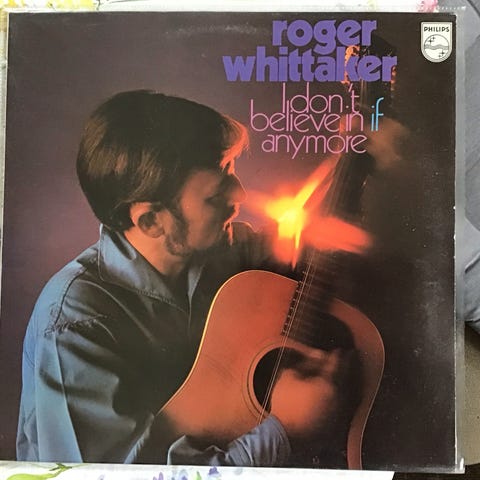 roger
whittaker
PHILIPS
I don't
believe in if
anymore